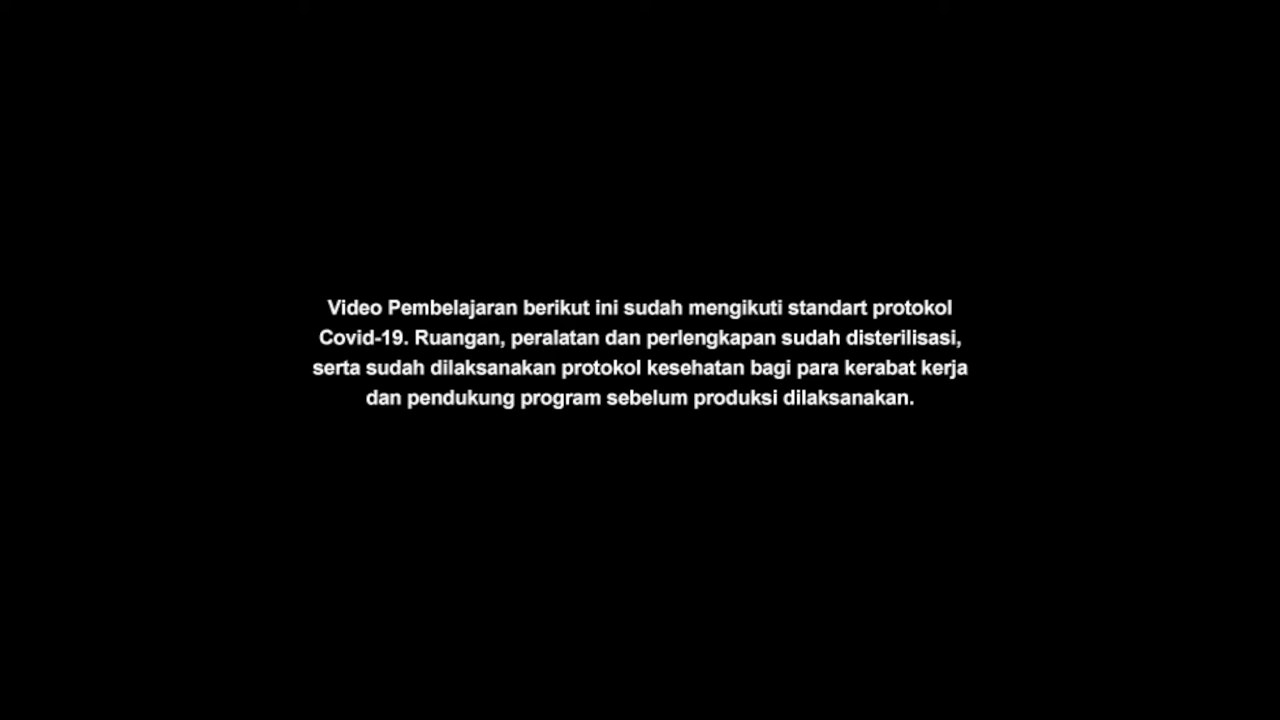 Video Pembelajaran berikut ini sudah mengikuti standart protokol
Covid-19. Ruangan, peralatan dan perlengkapan sudah disterilisasi,
serta sudah dilaksanakan protokol kesehatan bagi para kerabat kerja
dan pendukung program sebelum produksi dilaksanakan.